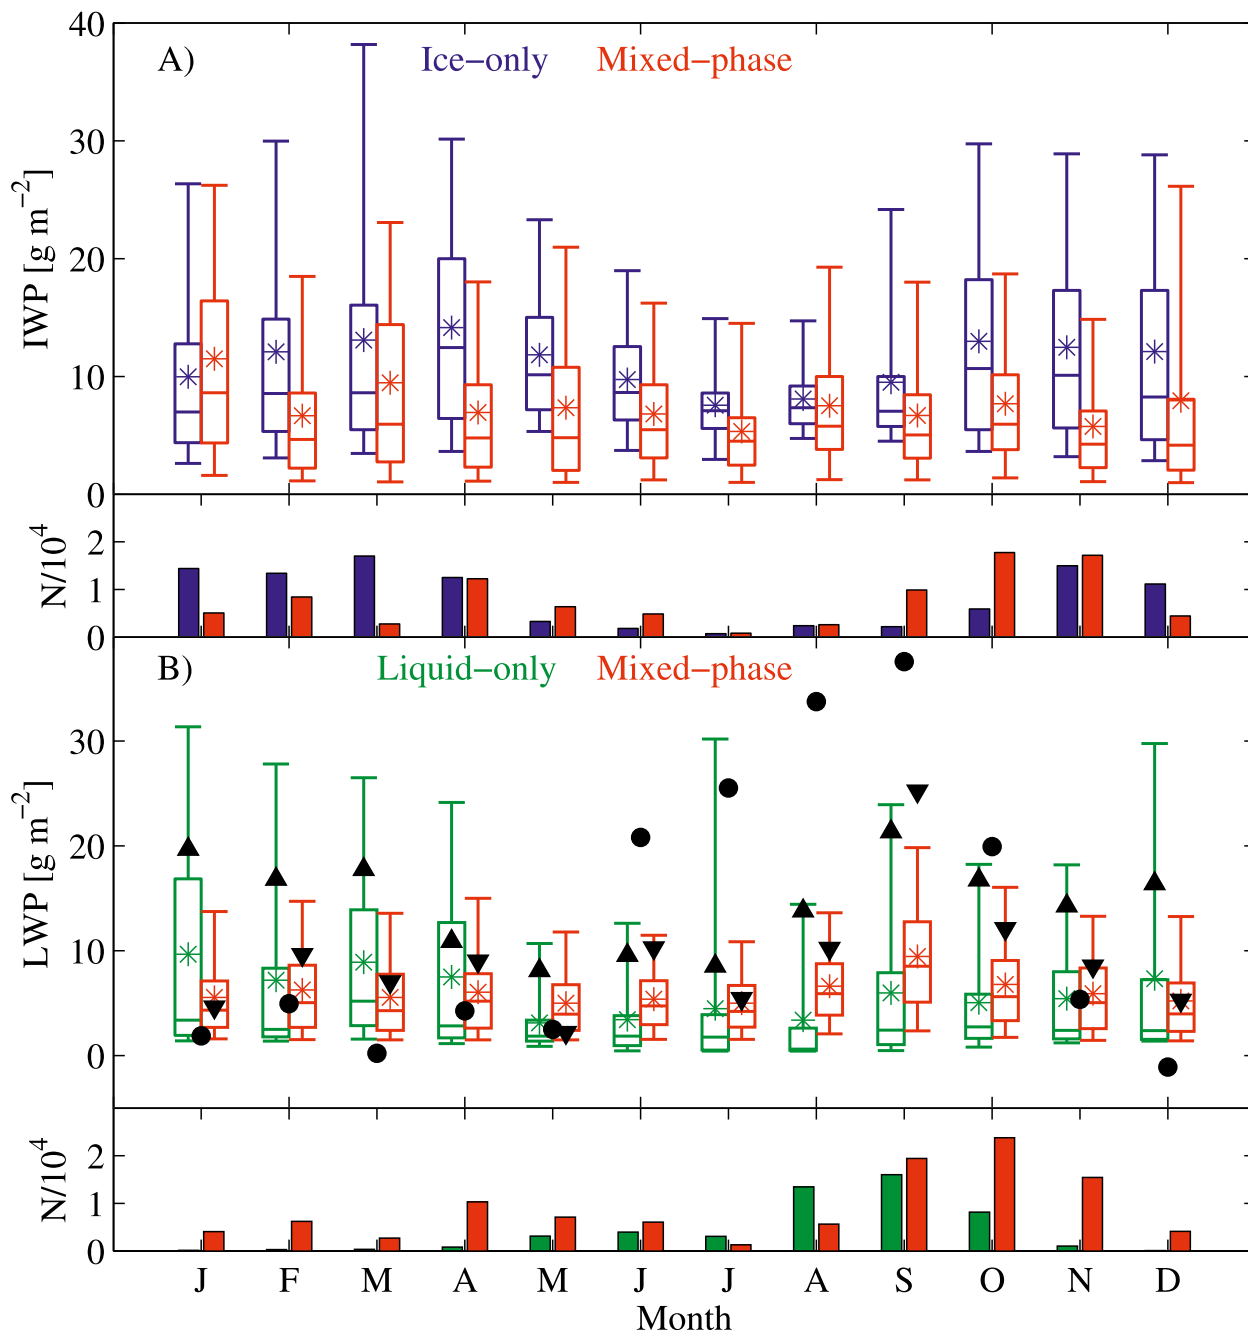 A) Ice−only Mixed−phase
IWP [g m−2]
40
30
20
10
0
N/10^4
2
1
0
B) Liquid−only Mixed−phase
LWP [g m−2]
30
20
10
0
N/10^4
2
1
0
J F M A M J J A S O N D
Month